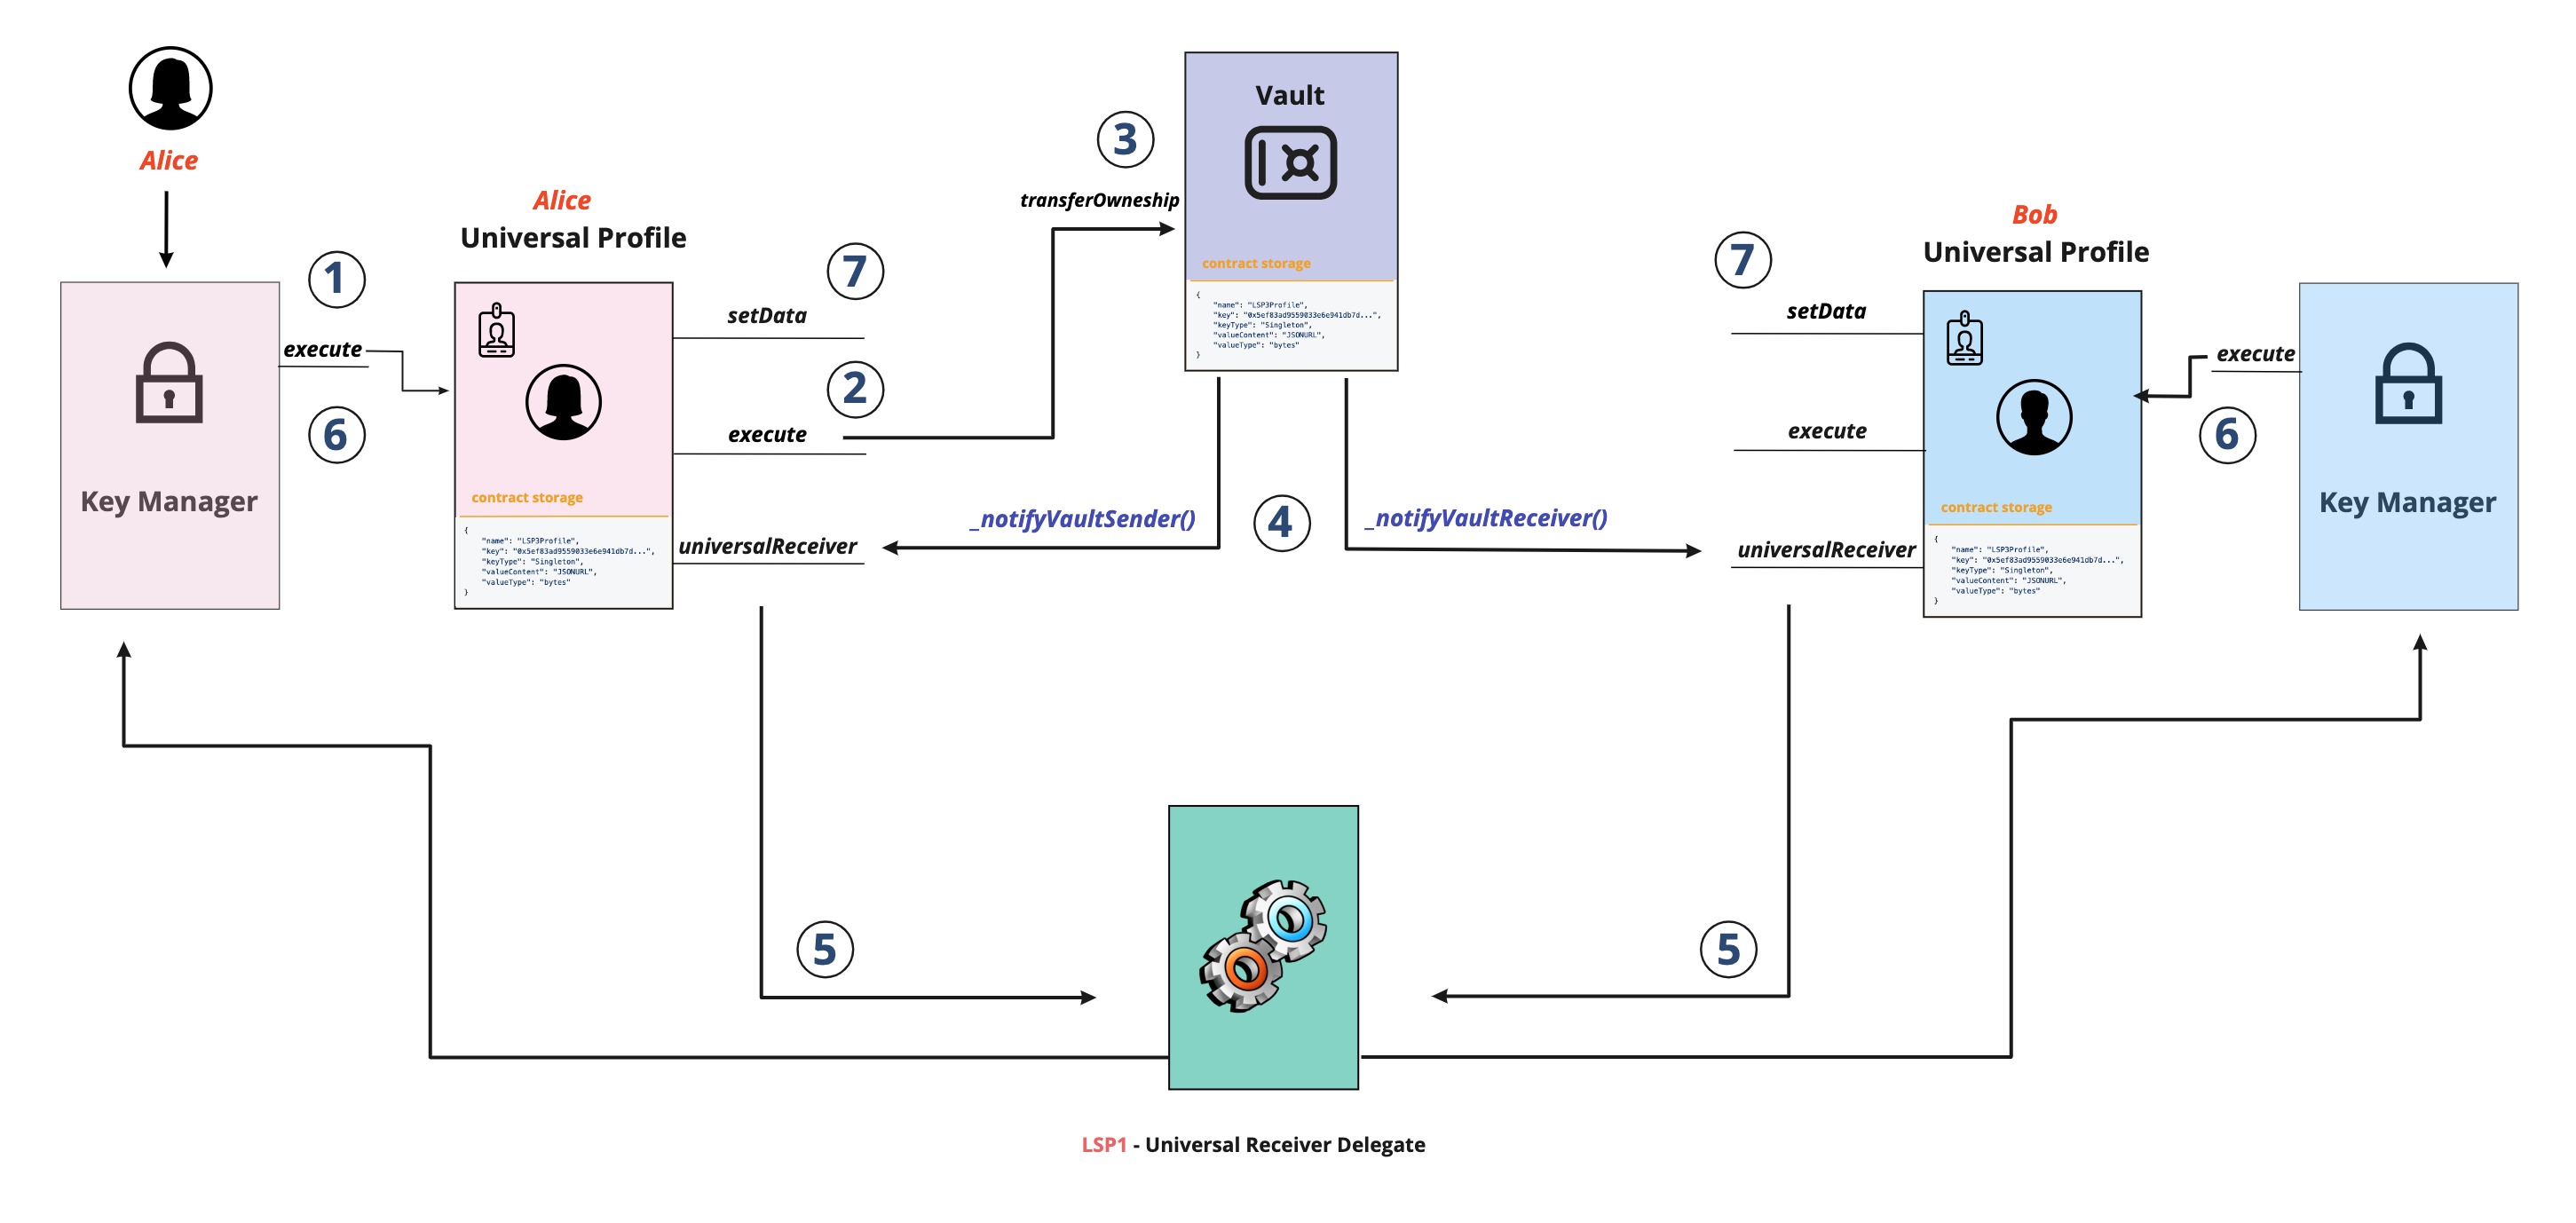 Alice
Key Manager
1
execute
6
Alice
Universal Profile
contract storage
{
"name": "LSP3Profile",
"key": "0x5ef83ad9559033e6e941db7d...",
"keyType": "Singleton",
"valueContent": "JSONURL",
"valueType": "bytes"
}
7
setData
2
execute
universalReceiver
3
transferOwneship
Vault
contract storage
{
"name": "LSP3Profile",
"key": "0x5ef83ad9559033e6e941db7d...",
"keyType": "Singleton",
"valueContent": "JSONURL",
"valueType": "bytes"
}
_notifyVaultSender()
4
_notifyVaultReceiver()
7
setData
execute
universalReceiver
Bob
Universal Profile
contract storage
{
"name": "LSP3Profile",
"key": "0x5ef83ad9559033e6e941db7d...",
"keyType": "Singleton",
"valueContent": "JSONURL",
"valueType": "bytes"
}
execute
6
Key Manager
5
5
LSP1 - Universal Receiver Delegate